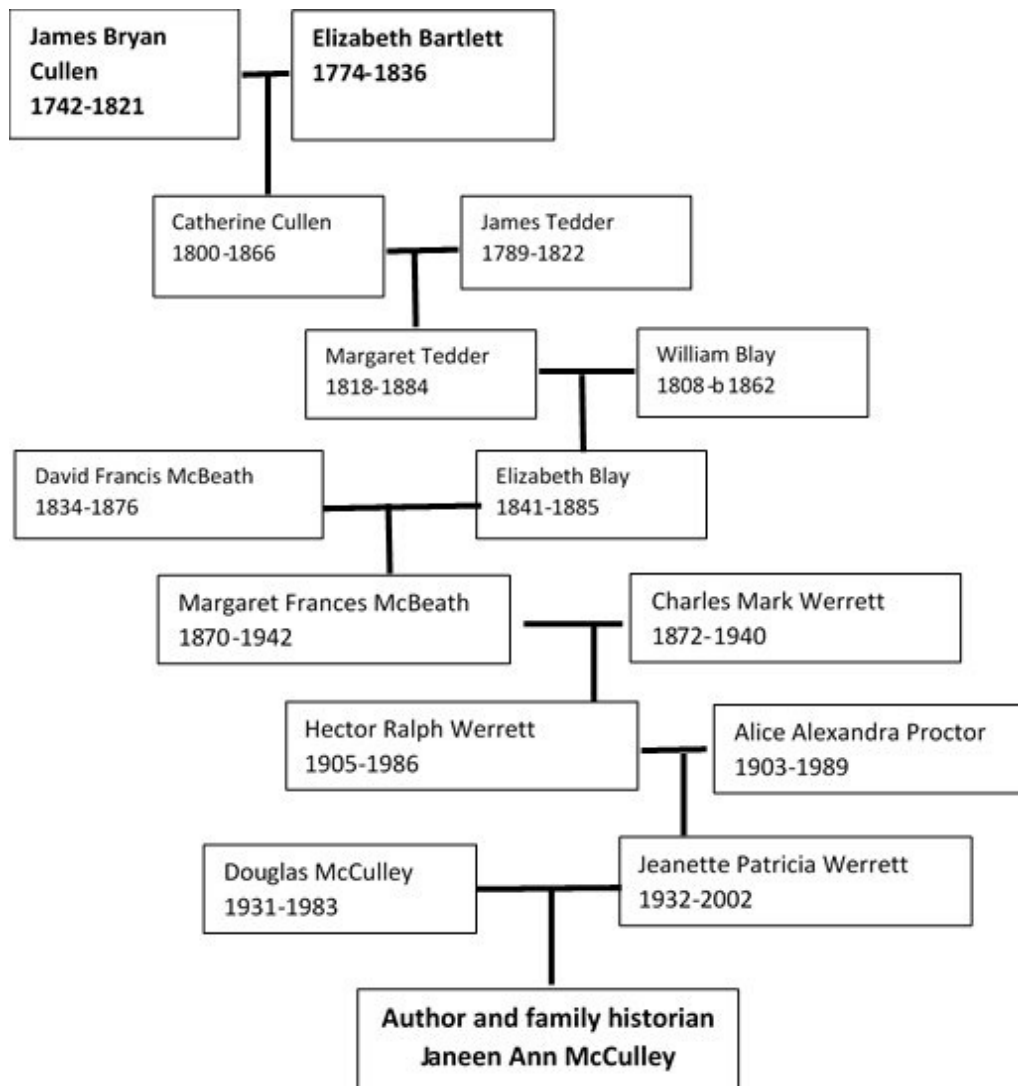 James Bryan
Cullen
1742-1821
Elizabeth Bartlett
1774-1836
Catherine Cullen
1800-1866
James Tedder
1789-1822
Margaret Tedder
1818-1884
William Blay
1808-b 1862
David Francis McBeath
1834-1876
Elizabeth Blay
1841-1885
Margaret Frances McBeath
1870-1942
Charles Mark Werrett
1872-1940
Hector Ralph Werrett
1905-1986
Alice Alexandra Proctor
1903-1989
Douglas McCulley
1931-1983
Jeanette Patricia Werrett
1932-2002
Author and family historian
Janeen Ann McCulley